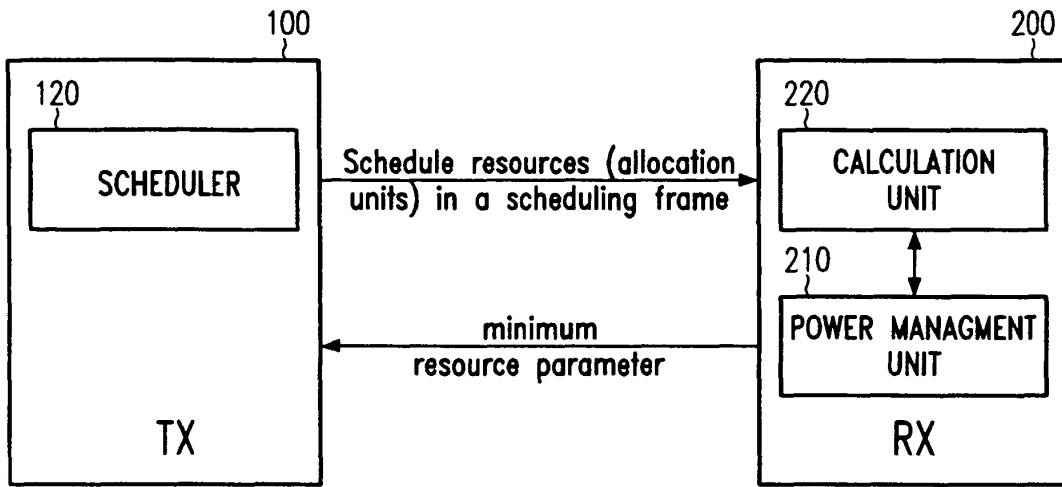 100
200
120
220
SCHEDULER
Schedule resources (allocation
units) in a scheduling frame
CALCULATION
UNIT
210
minimum
resource parameter
POWER MANAGMENT
UNIT
TX
RX